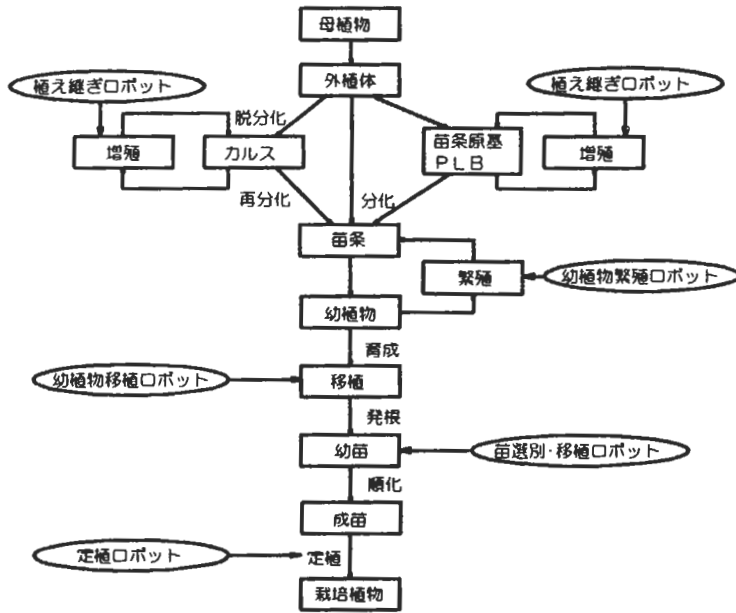 母植物
外植体
植え継ぎロボット
植え継ぎロボット
脱分化
増殖
カルス
苗条原基
PLB
増殖
再分化
分化
苗条
繁殖
幼植物繁殖ロボット
幼植物
育成
幼植物移植ロボット
移植
発根
幼苗
苗選別・移植ロボット
順化
成苗
定植ロボット
定植
栽培植物